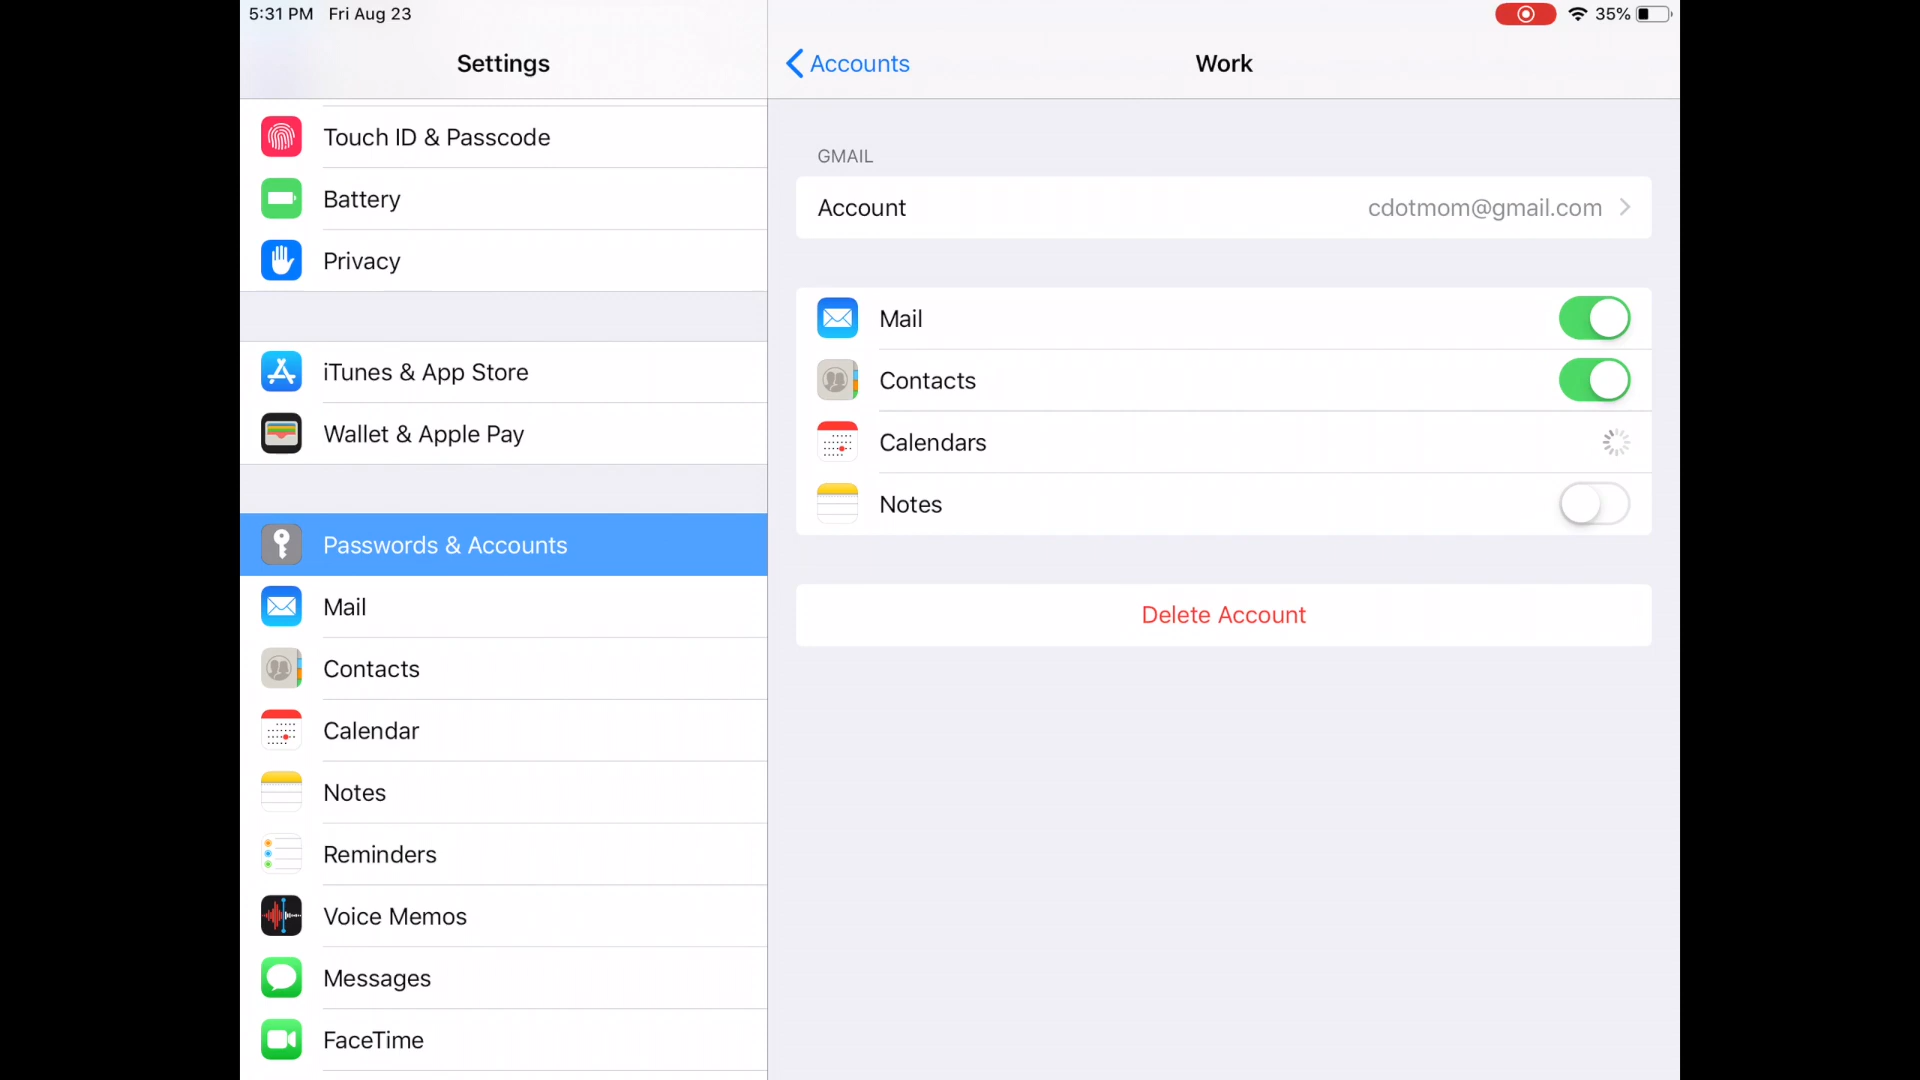 5:31 PM Fri Aug 23
35%
Settings
Touch ID & Passcode
Battery
Privacy
iTunes & App Store
Wallet & Apple Pay
Passwords & Accounts
Mail
Contacts
Calendar
Notes
Reminders
Voice Memos
Messages
FaceTime
Accounts
Work
GMAIL
Account cdotmom@gmail.com
Mail
Contacts
Calendars
Notes
Delete Account